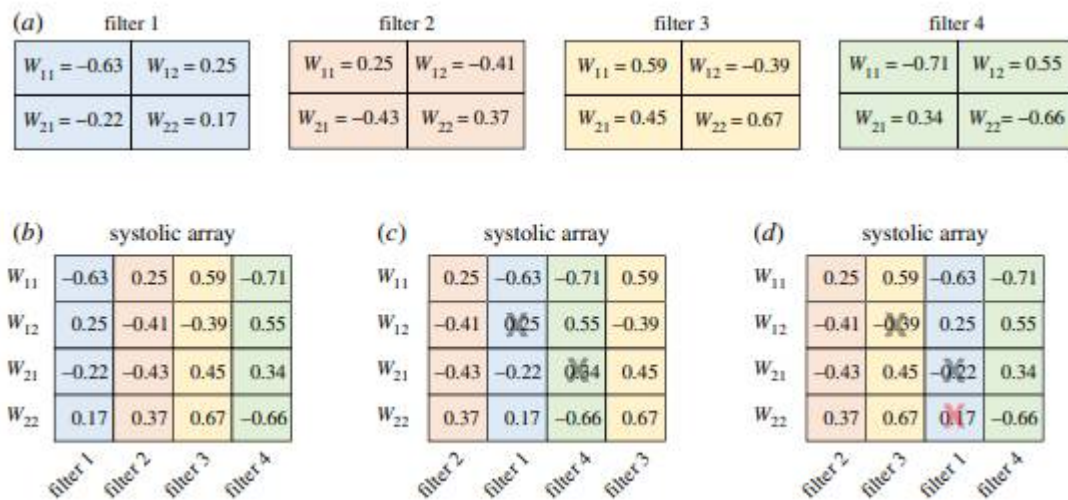 (a) filter 1 filter 2 filter 3 filter 4
W11 = −0.63 W12 = 0.25 W11 = 0.25 W12 = −0.41 W11 = 0.59 W12 = −0.39 W11 = −0.71 W12 = 0.55
W21 = −0.22 W22 = 0.17 W21 = −0.43 W22 = 0.37 W21 = 0.45 W22 = 0.67 W21 = 0.34 W22 = −0.66
(b) systolic array
W11 −0.63 0.25 0.59 −0.71
W12 0.25 −0.41 −0.39 0.55
W21 −0.22 −0.43 0.45 0.34
W22 0.17 0.37 0.67 −0.66
filter 1 filter 2 filter 3 filter 4
(c) systolic array
W11 0.25 −0.63 −0.71 0.59
W12 −0.41 0.25 0.55 −0.39
W21 −0.43 −0.22 0.34 0.45
W22 0.37 0.17 −0.66 0.67
filter 2 filter 1 filter 4 filter 3
(d) systolic array
W11 0.25 0.59 −0.63 −0.71
W12 −0.41 −0.39 0.25 0.55
W21 −0.43 0.45 −0.22 0.34
W22 0.37 0.67 0.17 −0.66
filter 2 filter 3 filter 1 filter 4